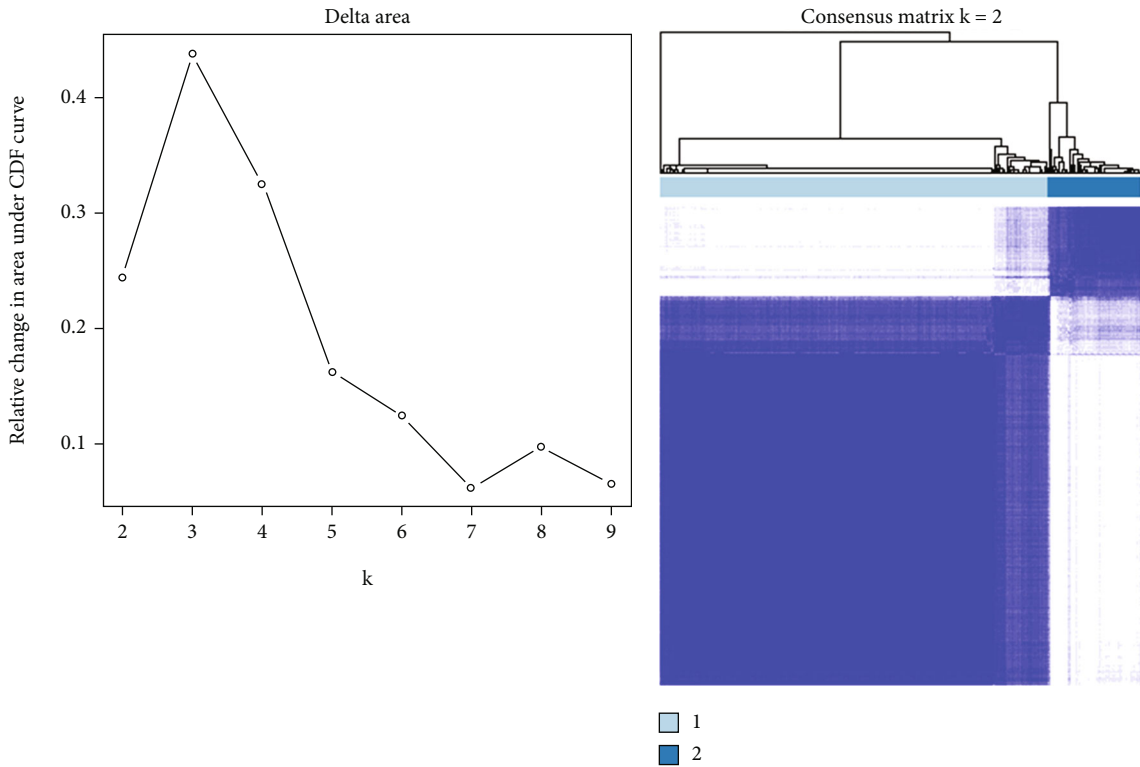 Delta area
Relative change in area under CDF curve
0.4
0.3
0.2
0.1
2 3 4 5 6 7 8 9
k
Consensus matrix k = 2
1
2